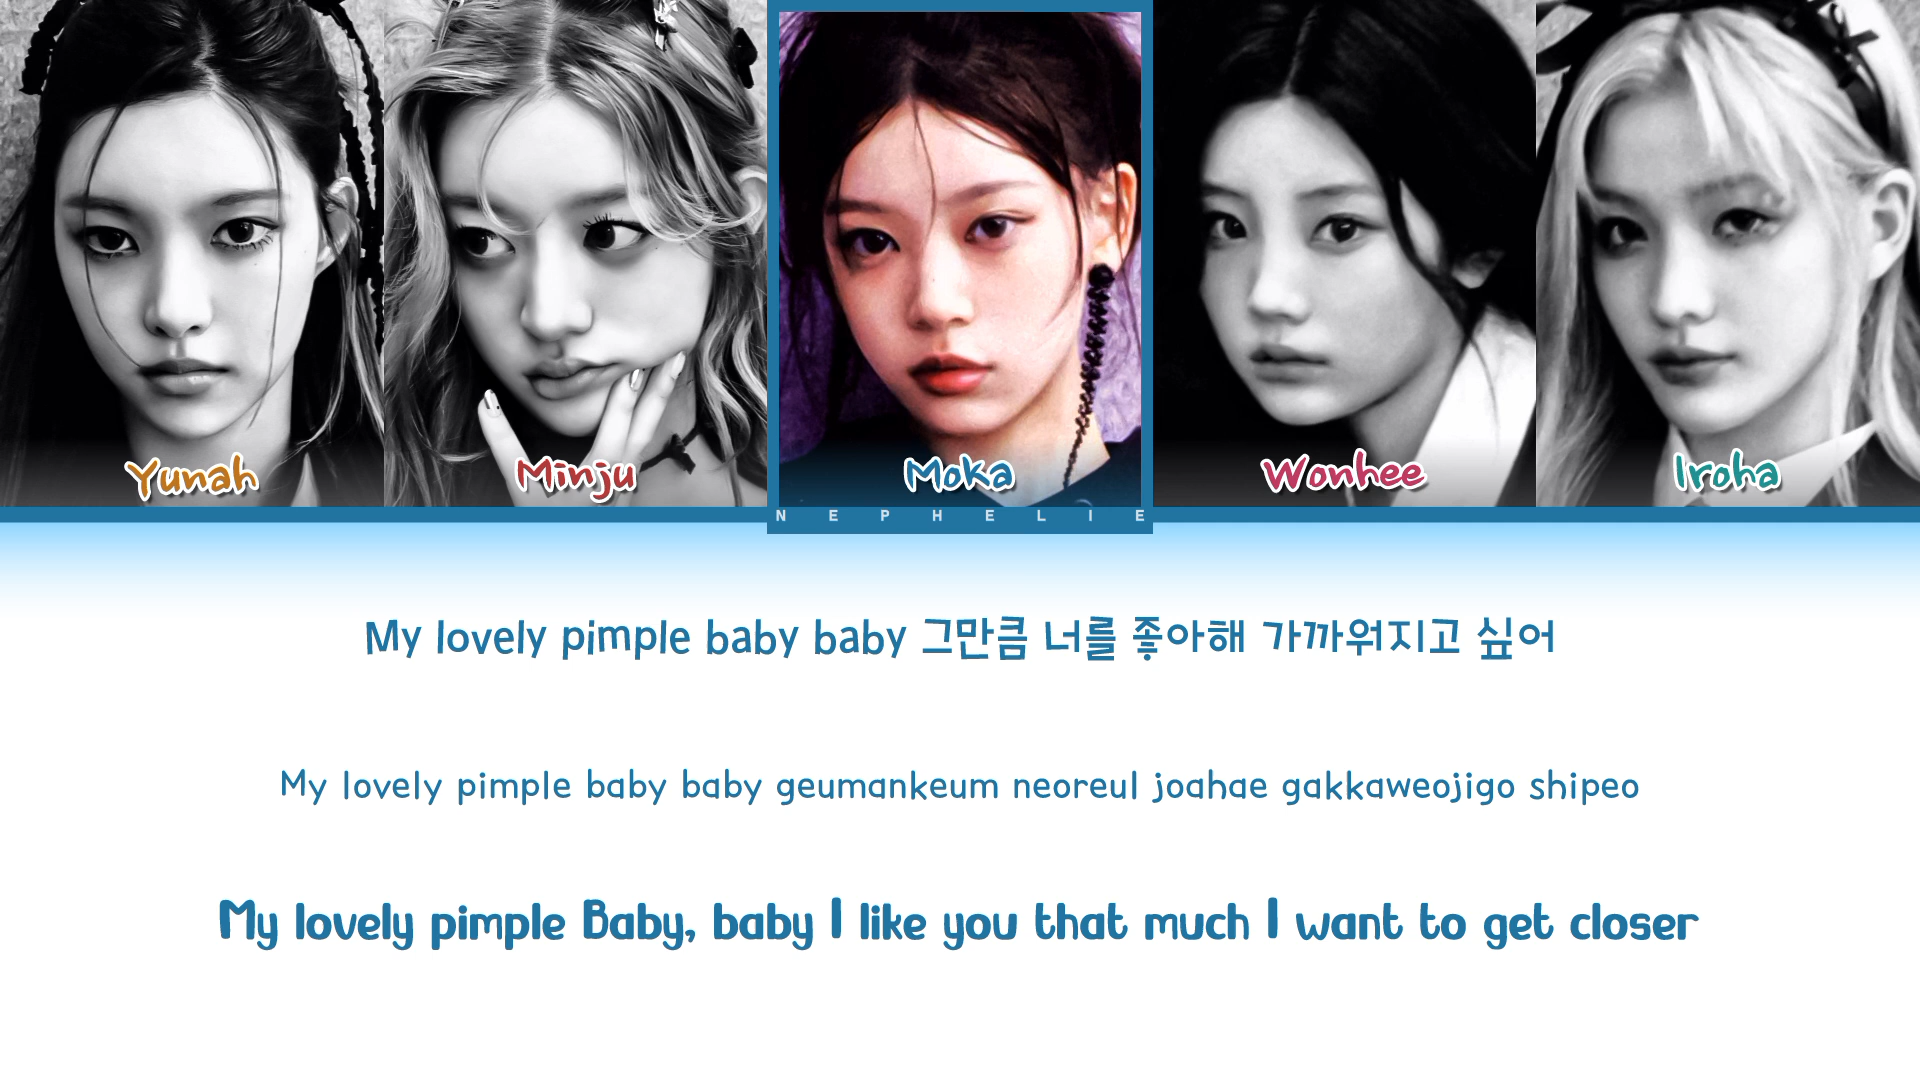 Yunah Minju Moka Wonhee Iroha
NEPHELIE
My lovely pimple baby baby 그만큼 너를 좋아해 가까워지고 싶어
My lovely pimple baby baby geumankeum neoreul joahae gakkaweojigo shipeo
My lovely pimple Baby, baby I like you that much I want to get closer